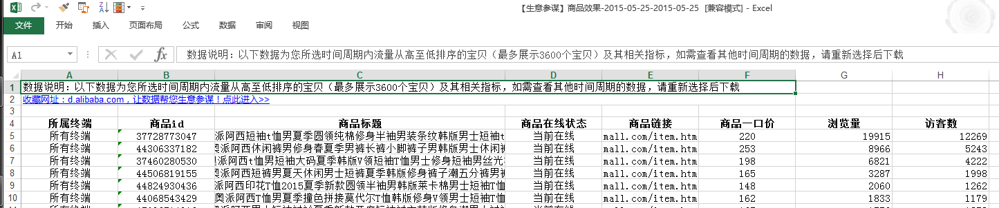 【生意参谋】商品效果-2015-05-25-2015-05-25 [兼容模式] - Excel
文件 开始 插入 页面布局 公式 数据 审阅 视图
A1 fx 数据说明：以下数据为您所选时间周期内流量从高至低排序的宝贝（最多展示3600个宝贝）及其相关指标，如需查看其他时间周期的数据，请重新选择后下载
A B C D E F G H
1 数据说明：以下数据为您所选时间周期内流量从高至低排序的宝贝（最多展示3600个宝贝）及其相关指标，如需查看其他时间周期的数据，请重新选择后下载
2 收藏网址：d.alibaba.com，让数据帮您生意参谋！点此进入>>
3
4 所属终端 商品id 商品标题 商品在线状态 商品链接 商品一口价 浏览量 访客数
5 所有终端 37728773047 派阿西短袖t恤男夏季圆领纯棉修身半袖男装条纹韩版男士短袖t 当前在线 mall.com/item.htm 220 19915 12269
6 所有终端 44306337182 奥派阿西休闲裤男修身春夏季男裤长裤小脚裤子男韩版男士休闲裤 当前在线 mall.com/item.htm 253 8966 5243
7 所有终端 37460280530 派阿西t恤男短袖大码夏季韩版V领短袖T恤男士修身短袖男丝光 当前在线 mall.com/item.htm 198 6821 4222
8 所有终端 44506819155 派阿西短裤男夏天休闲男士短裤夏季韩版修身裤子潮五分裤男裤 当前在线 mall.com/item.htm 165 3287 1998
9 所有终端 44824930436 派阿西印花T恤2015夏季新款圆领半袖男韩版莱卡棉男士短袖T恤 当前在线 mall.com/item.htm 148 2060 1262
10 所有终端 44068543429 奥派阿西T恤男夏季撞色拼接莫代尔T恤韩版修身V领男士短袖T恤 当前在线 mall.com/item.htm 162 1833 1179